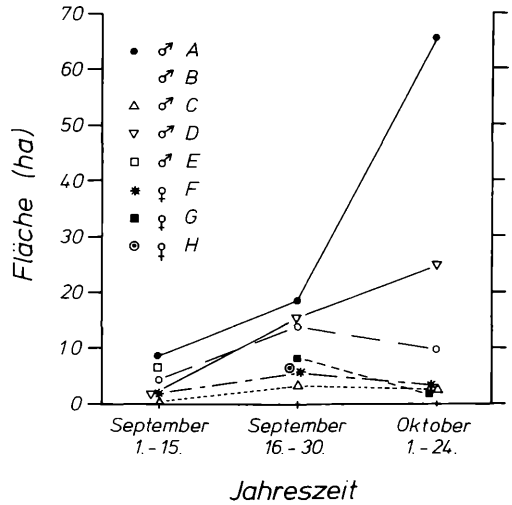 70
60
50
40
30
20
10
0
Fläche (ha)
♂ A
♂ B
♂ C
♂ D
♂ E
♀ F
♀ G
♀ H
September 1.-15.
September 16.-30.
Oktober 1.-24.
Jahreszeit